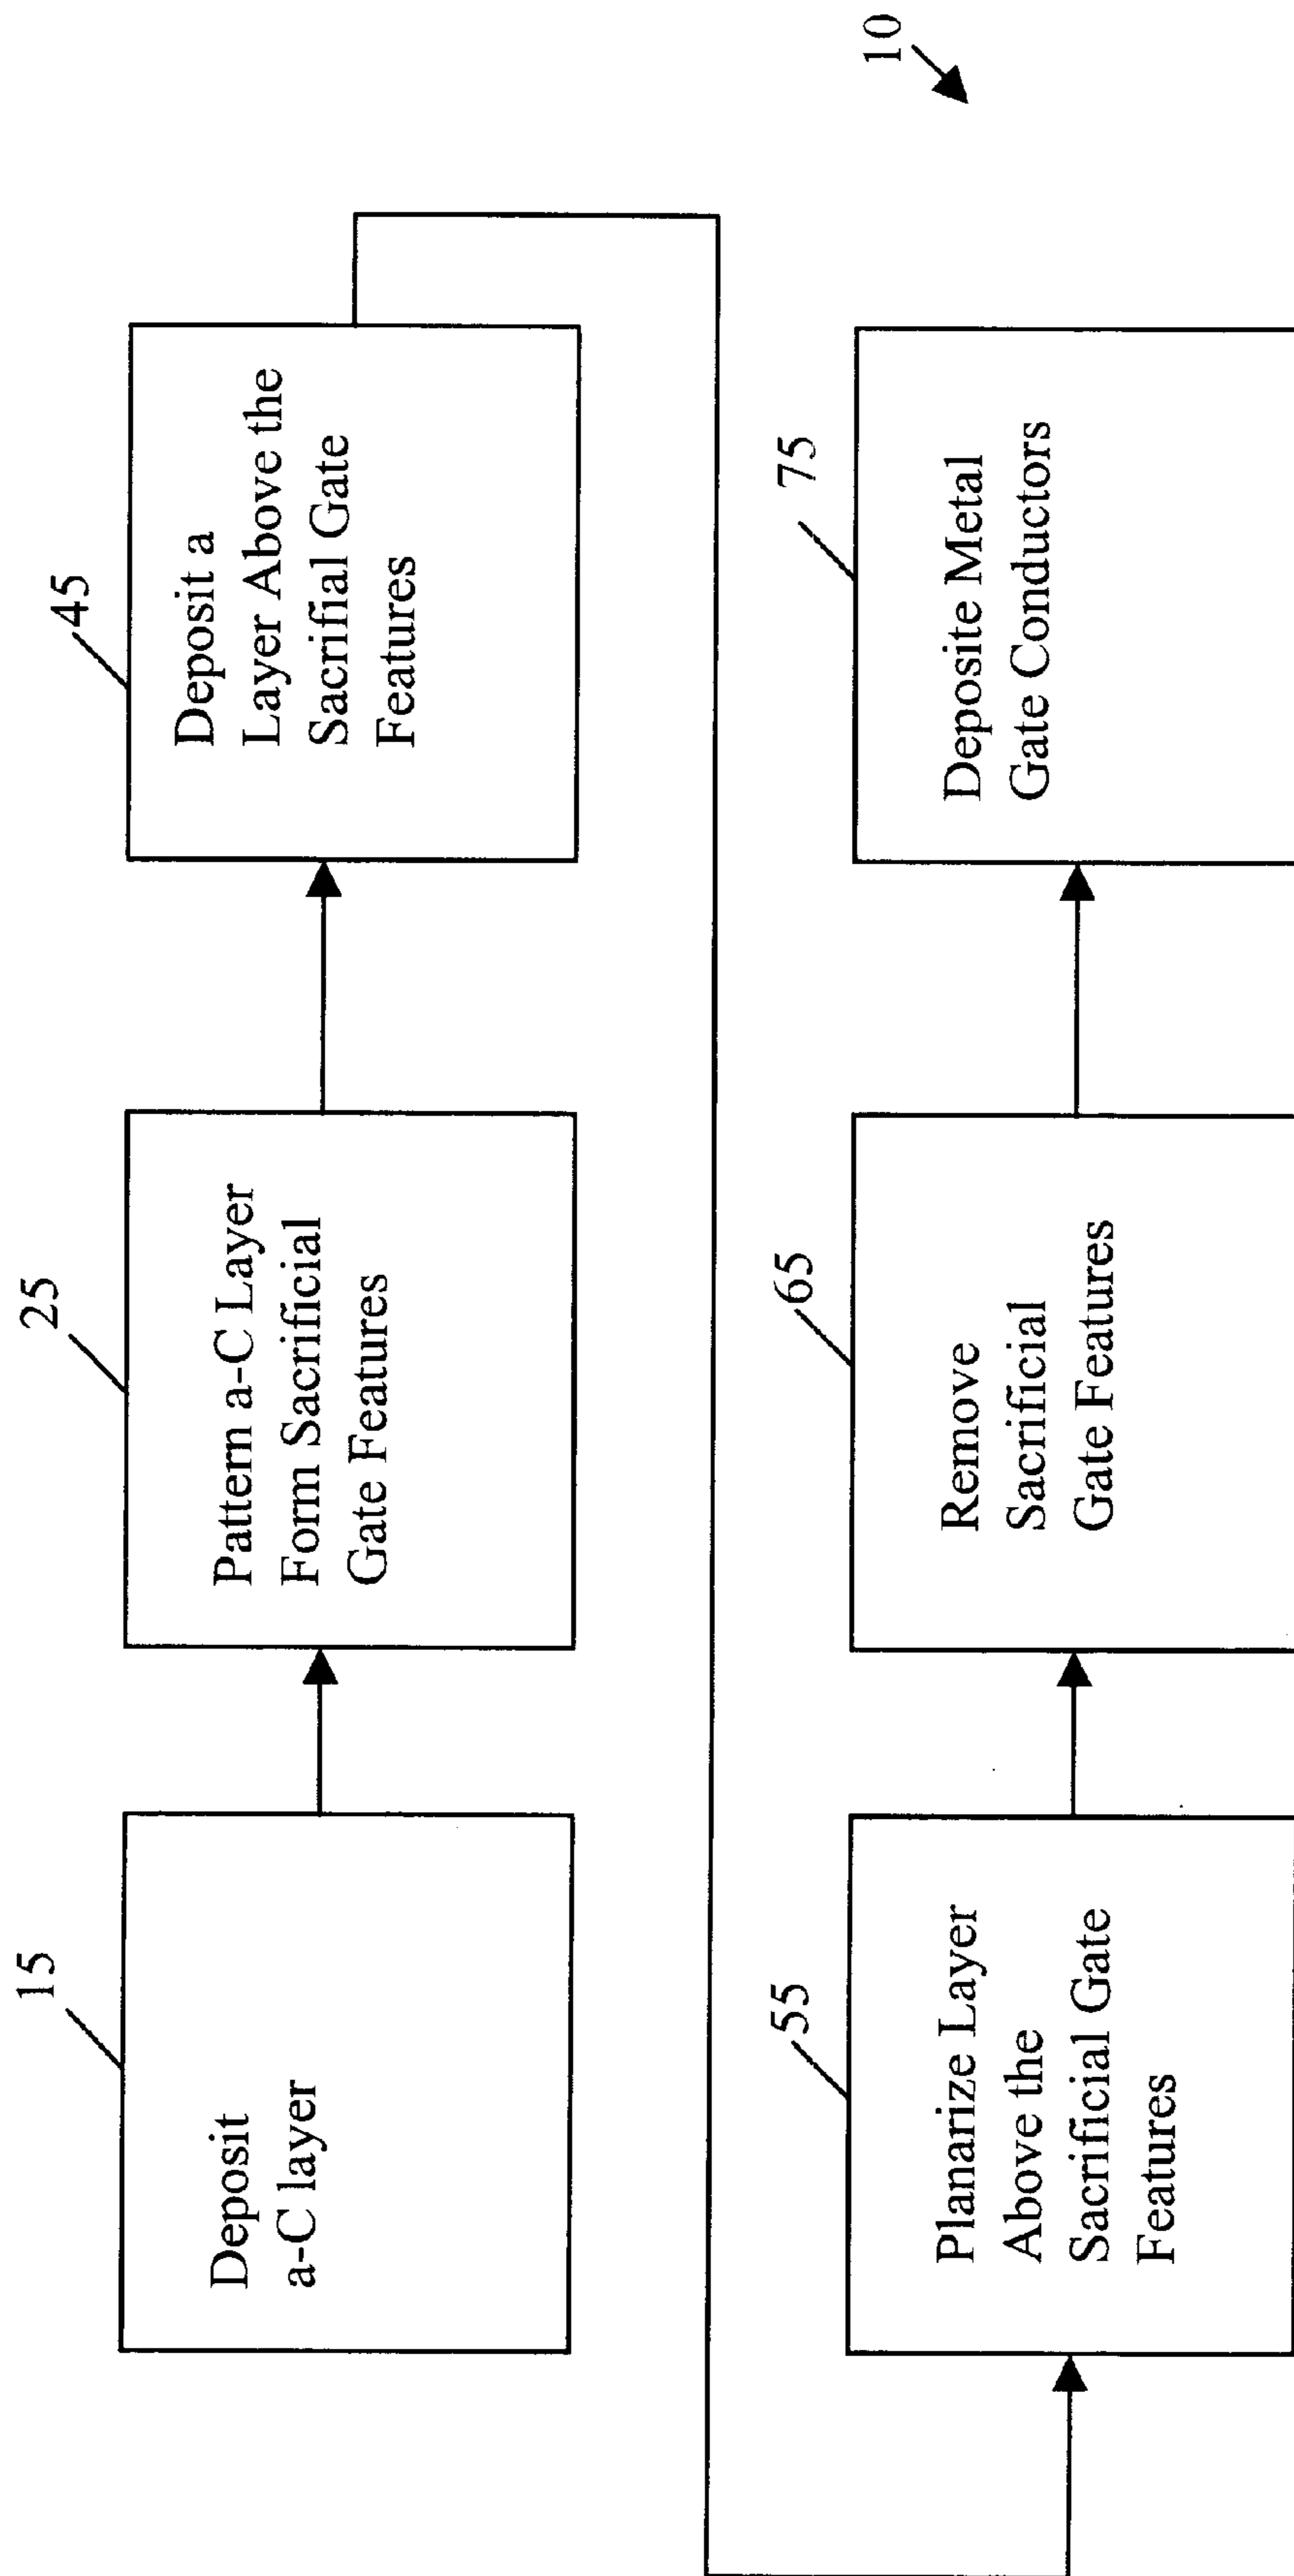 10
15
Deposit
a-C layer
25
Pattern a-C Layer
Form Sacrificial
Gate Features
45
Deposit a
Layer Above the
Sacrifial Gate
Features
55
Planarize Layer
Above the
Sacrificial Gate
Features
65
Remove
Sacrificial
Gate Features
75
Deposite Metal
Gate Conductors